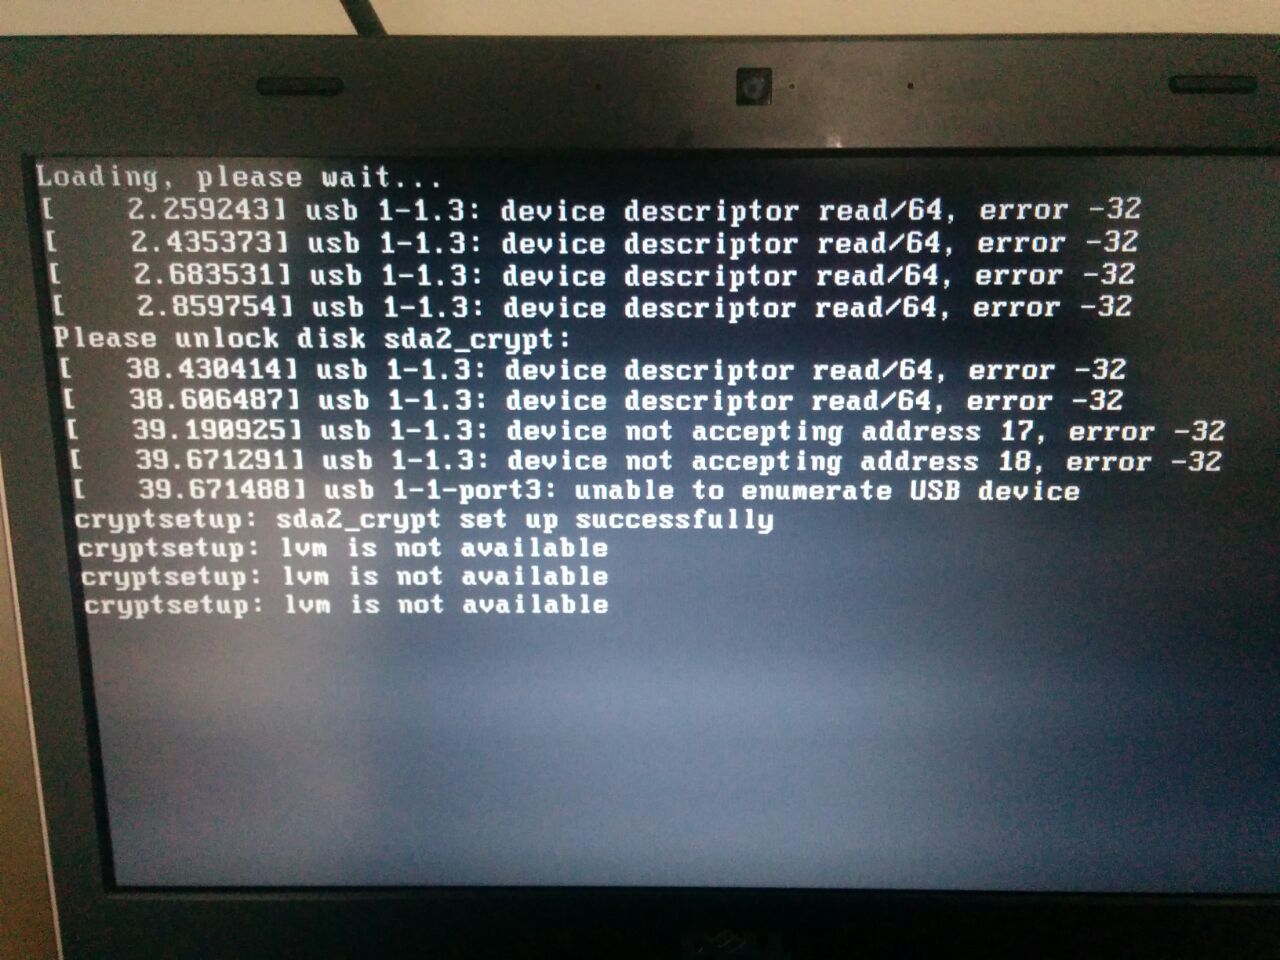 Loading, please wait...
[    2.259243] usb 1-1.3: device descriptor read/64, error -32
[    2.435373] usb 1-1.3: device descriptor read/64, error -32
[    2.683531] usb 1-1.3: device descriptor read/64, error -32
[    2.859754] usb 1-1.3: device descriptor read/64, error -32
Please unlock disk sda2_crypt:
[   38.430414] usb 1-1.3: device descriptor read/64, error -32
[   38.606487] usb 1-1.3: device descriptor read/64, error -32
[   39.190925] usb 1-1.3: device not accepting address 17, error -32
[   39.671291] usb 1-1.3: device not accepting address 18, error -32
[   39.671488] usb 1-1-port3: unable to enumerate USB device
cryptsetup: sda2_crypt set up successfully
cryptsetup: lvm is not available
cryptsetup: lvm is not available
cryptsetup: lvm is not available